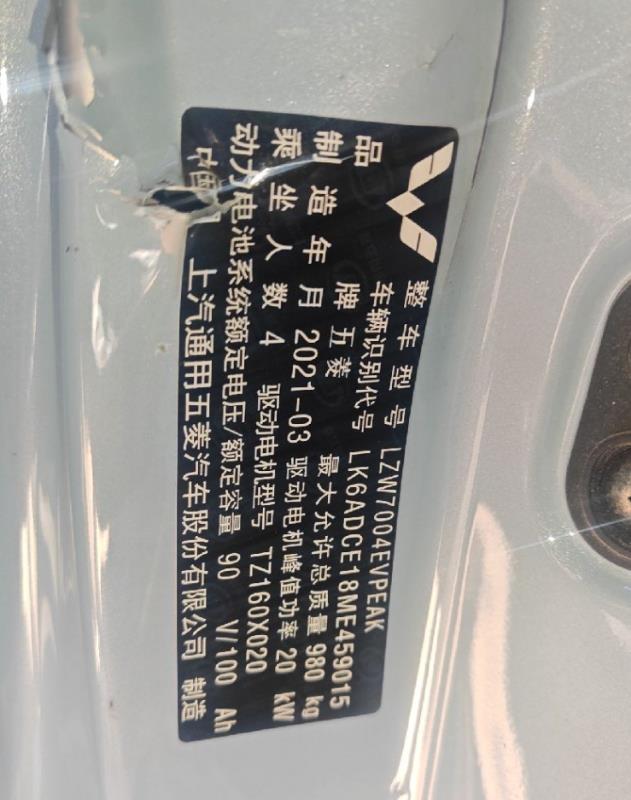 整车型号 LZW7004EVPEAK
车辆识别代号 LK6ADCE18ME459015
品牌 五菱 最大允许总质量 980 kg
制造年月 2021-03 驱动电机峰值功率 20 kW
乘坐人数 4 驱动电机型号 TZ160X020
动力电池系统额定电压/额定容量 90 V/100 Ah
中国 上汽通用五菱汽车股份有限公司 制造